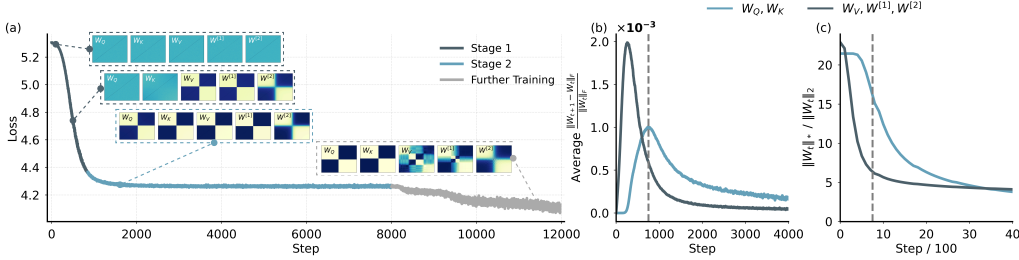 W_Q, W_K W_V, W^[1], W^[2]
(a) (b) (c)
×10⁻³
Stage 1
Stage 2
Further Training
W_Q W_K W_V W^[1] W^[2]
W_Q W_K W_V W^[1] W^[2]
W_Q W_K W_V W^[1] W^[2]
W_Q W_K W_V W^[1] W^[2]
Loss
5.2
5.0
4.8
4.6
4.4
4.2
0 2000 4000 6000 8000 10000 12000
Step
Average ‖W_{t+1} − W_t‖_F / ‖W_t‖_F
2.0
1.5
1.0
0.5
0.0
0 1000 2000 3000 4000
Step
‖W_t‖_* / ‖W_t‖_2
20
15
10
5
0
0 10 20 30 40
Step / 100